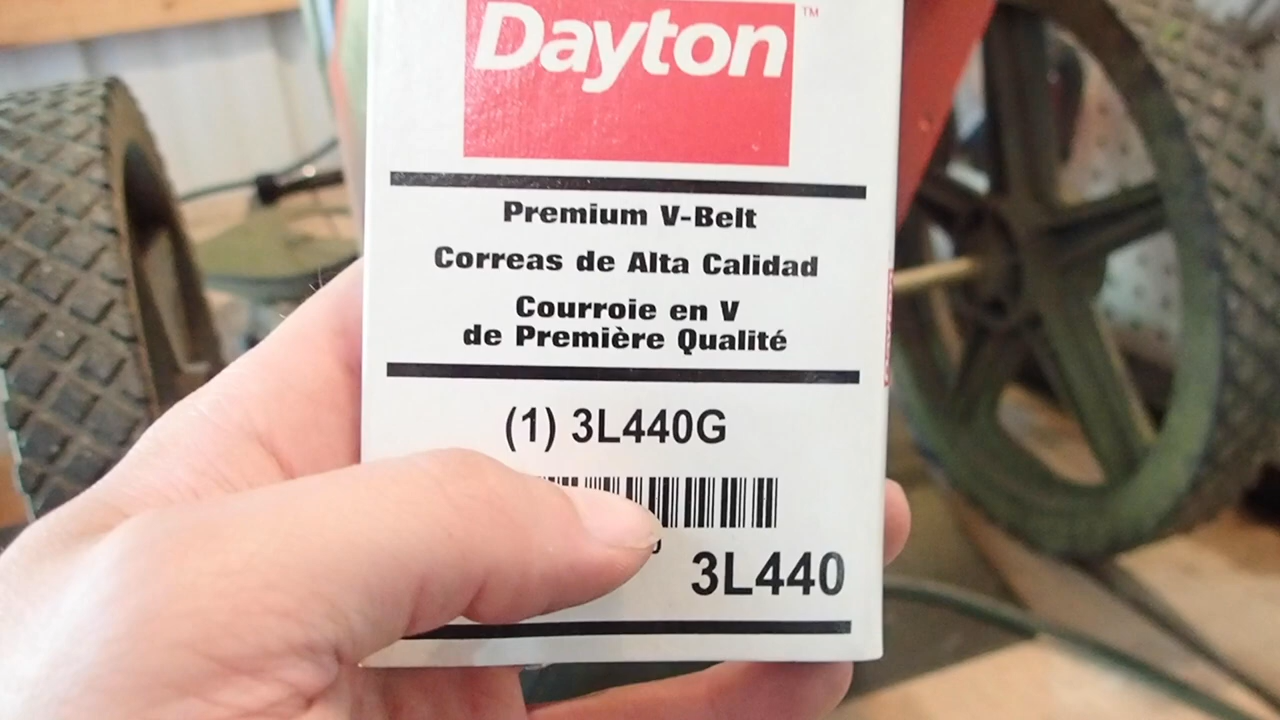 Dayton™
Premium V-Belt
Correas de Alta Calidad
Courroie en V
de Première Qualité
(1) 3L440G
3L440